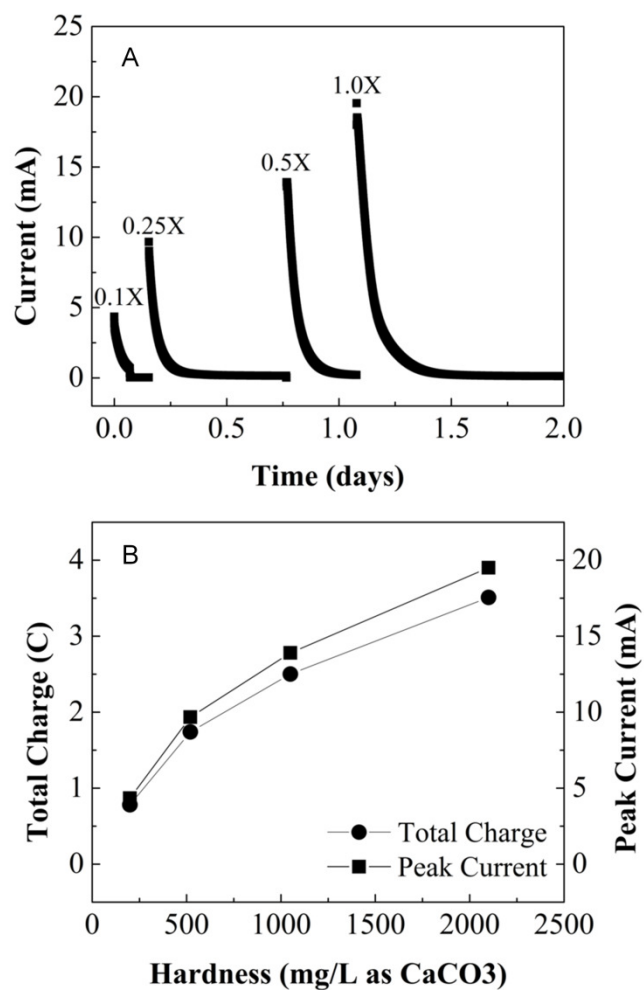 A
25
20
15
10
5
0
Current (mA)
0.1X
0.25X
0.5X
1.0X
0.0 0.5 1.0 1.5 2.0
Time (days)
B
4
3
2
1
0
Total Charge (C)
20
15
10
5
0
Peak Current (mA)
Total Charge
Peak Current
0 500 1000 1500 2000 2500
Hardness (mg/L as CaCO3)